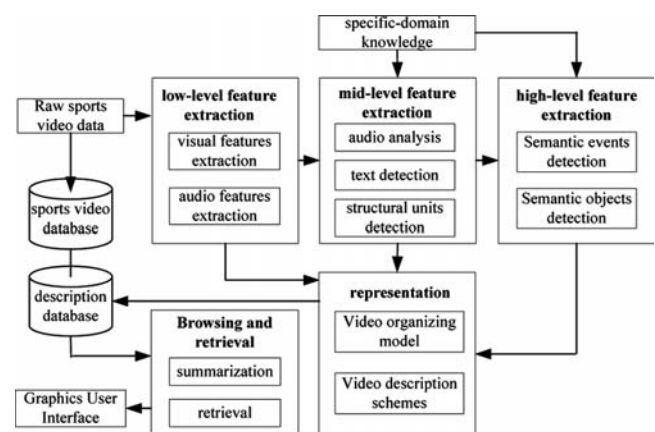 specific-domain
knowledge
Raw sports
video data
low-level feature
extraction
visual features
extraction
audio features
extraction
mid-level feature
extraction
audio analysis
text detection
structural units
detection
high-level feature
extraction
Semantic events
detection
Semantic objects
detection
sports video
database
description
database
representation
Video organizing
model
Video description
schemes
Browsing and
retrieval
summarization
retrieval
Graphics User
Interface